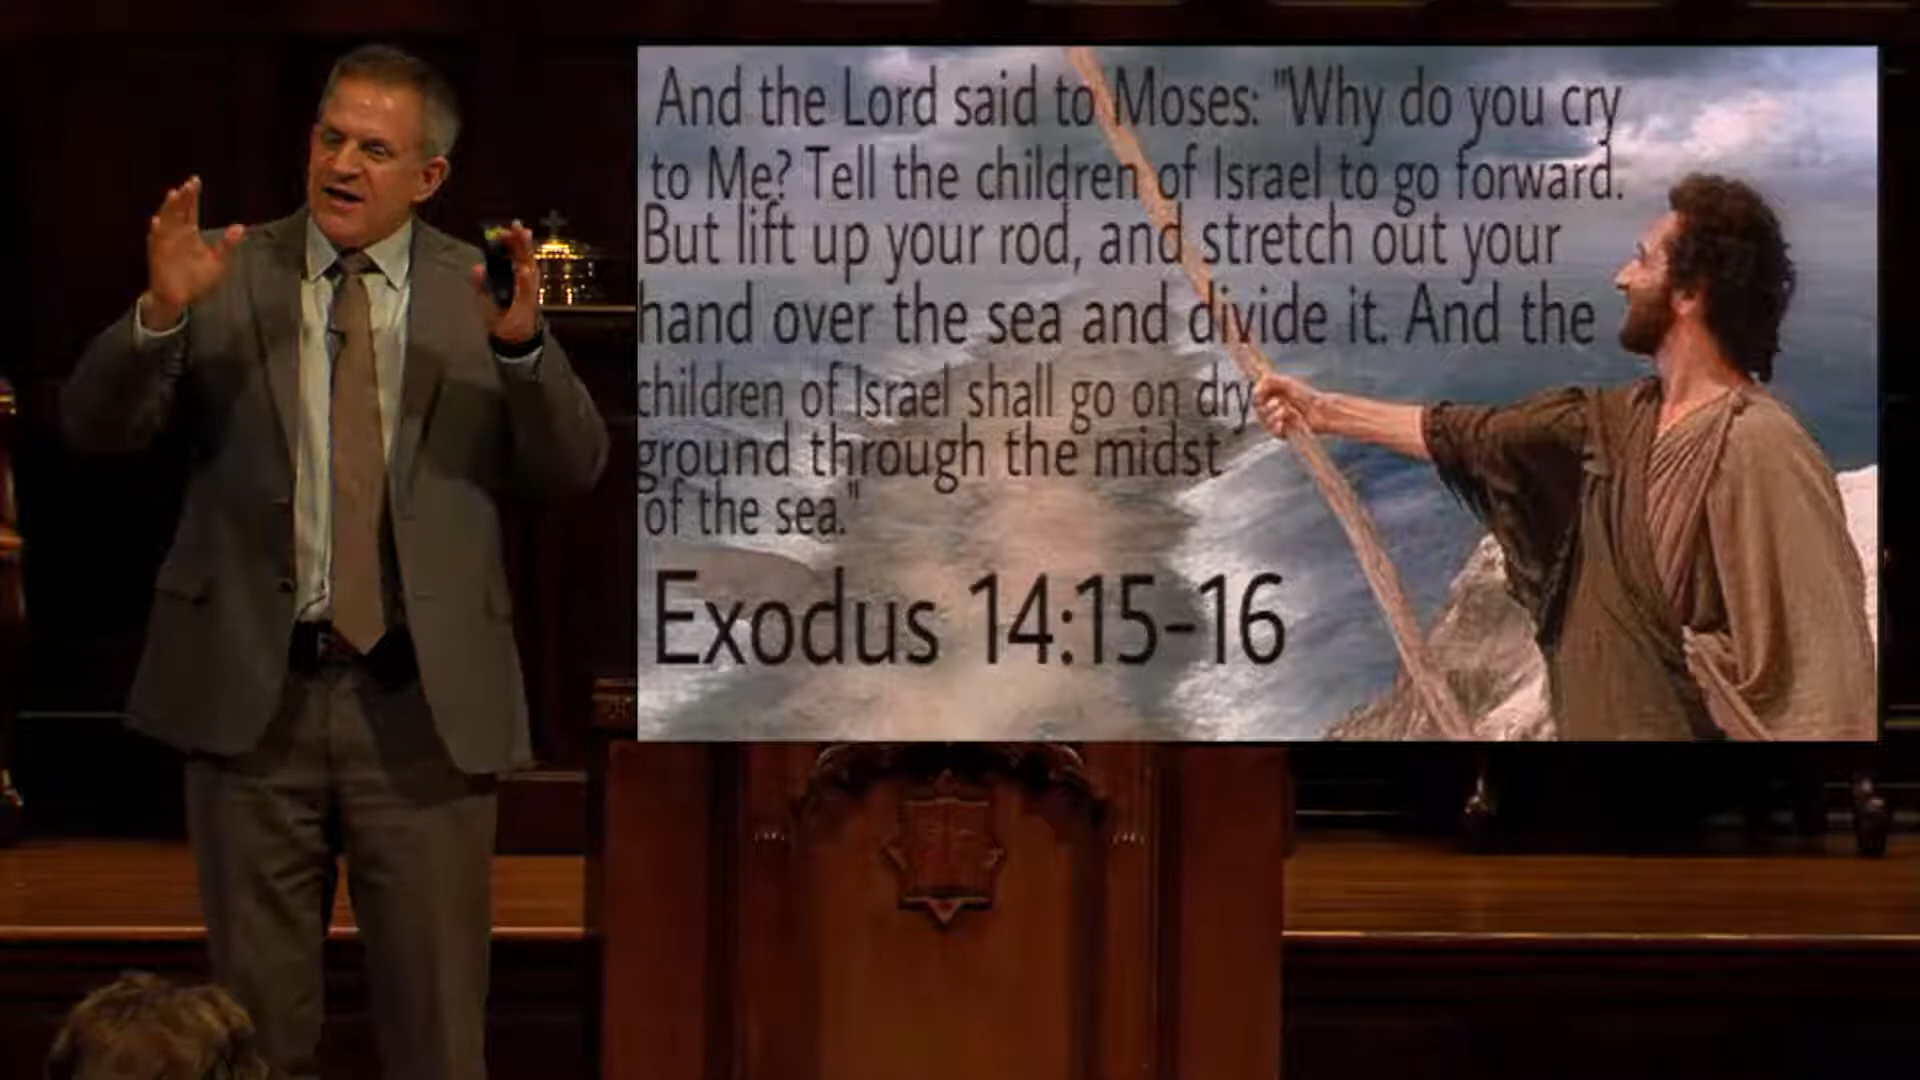 And the Lord said to Moses: "Why do you cry
to Me? Tell the children of Israel to go forward.
But lift up your rod, and stretch out your
hand over the sea and divide it. And the
children of Israel shall go on dry
ground through the midst
of the sea."
Exodus 14:15-16